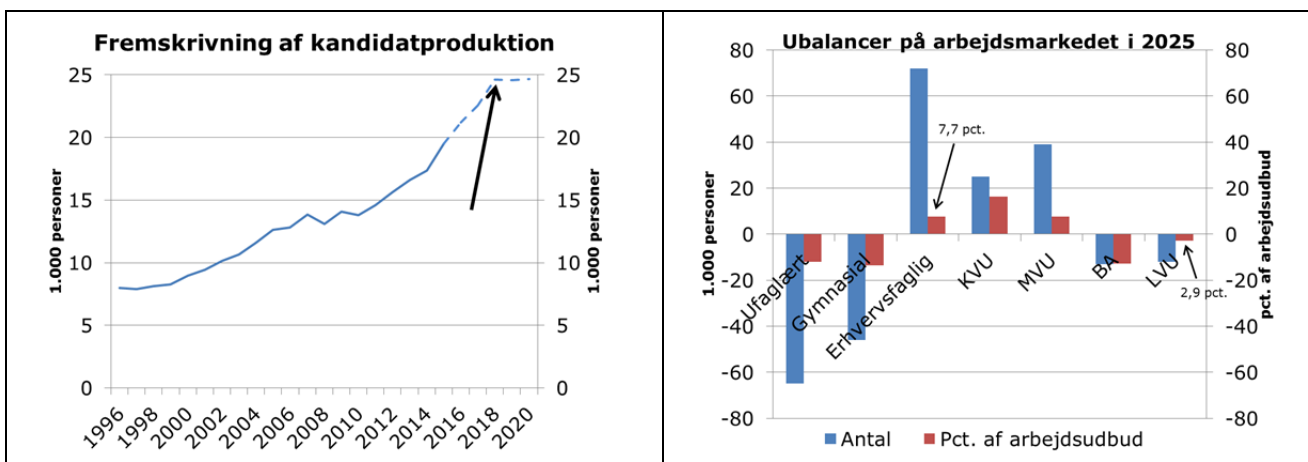 Fremskrivning af kandidatproduktion
25
20
15
10
5
0
1.000 personer
25
20
15
10
5
0
1.000 personer
1996
1998
2000
2002
2004
2006
2008
2010
2012
2014
2016
2018
2020
Ubalancer på arbejdsmarkedet i 2025
80
60
40
20
0
-20
-40
-60
-80
1.000 personer
80
60
40
20
0
-20
-40
-60
-80
pct. af arbejdsudbud
7,7 pct.
2,9 pct.
Ufaglært
Gymnasial
Erhvervsfaglig
KVU
MVU
BA
LVU
Antal
Pct. af arbejdsudbud